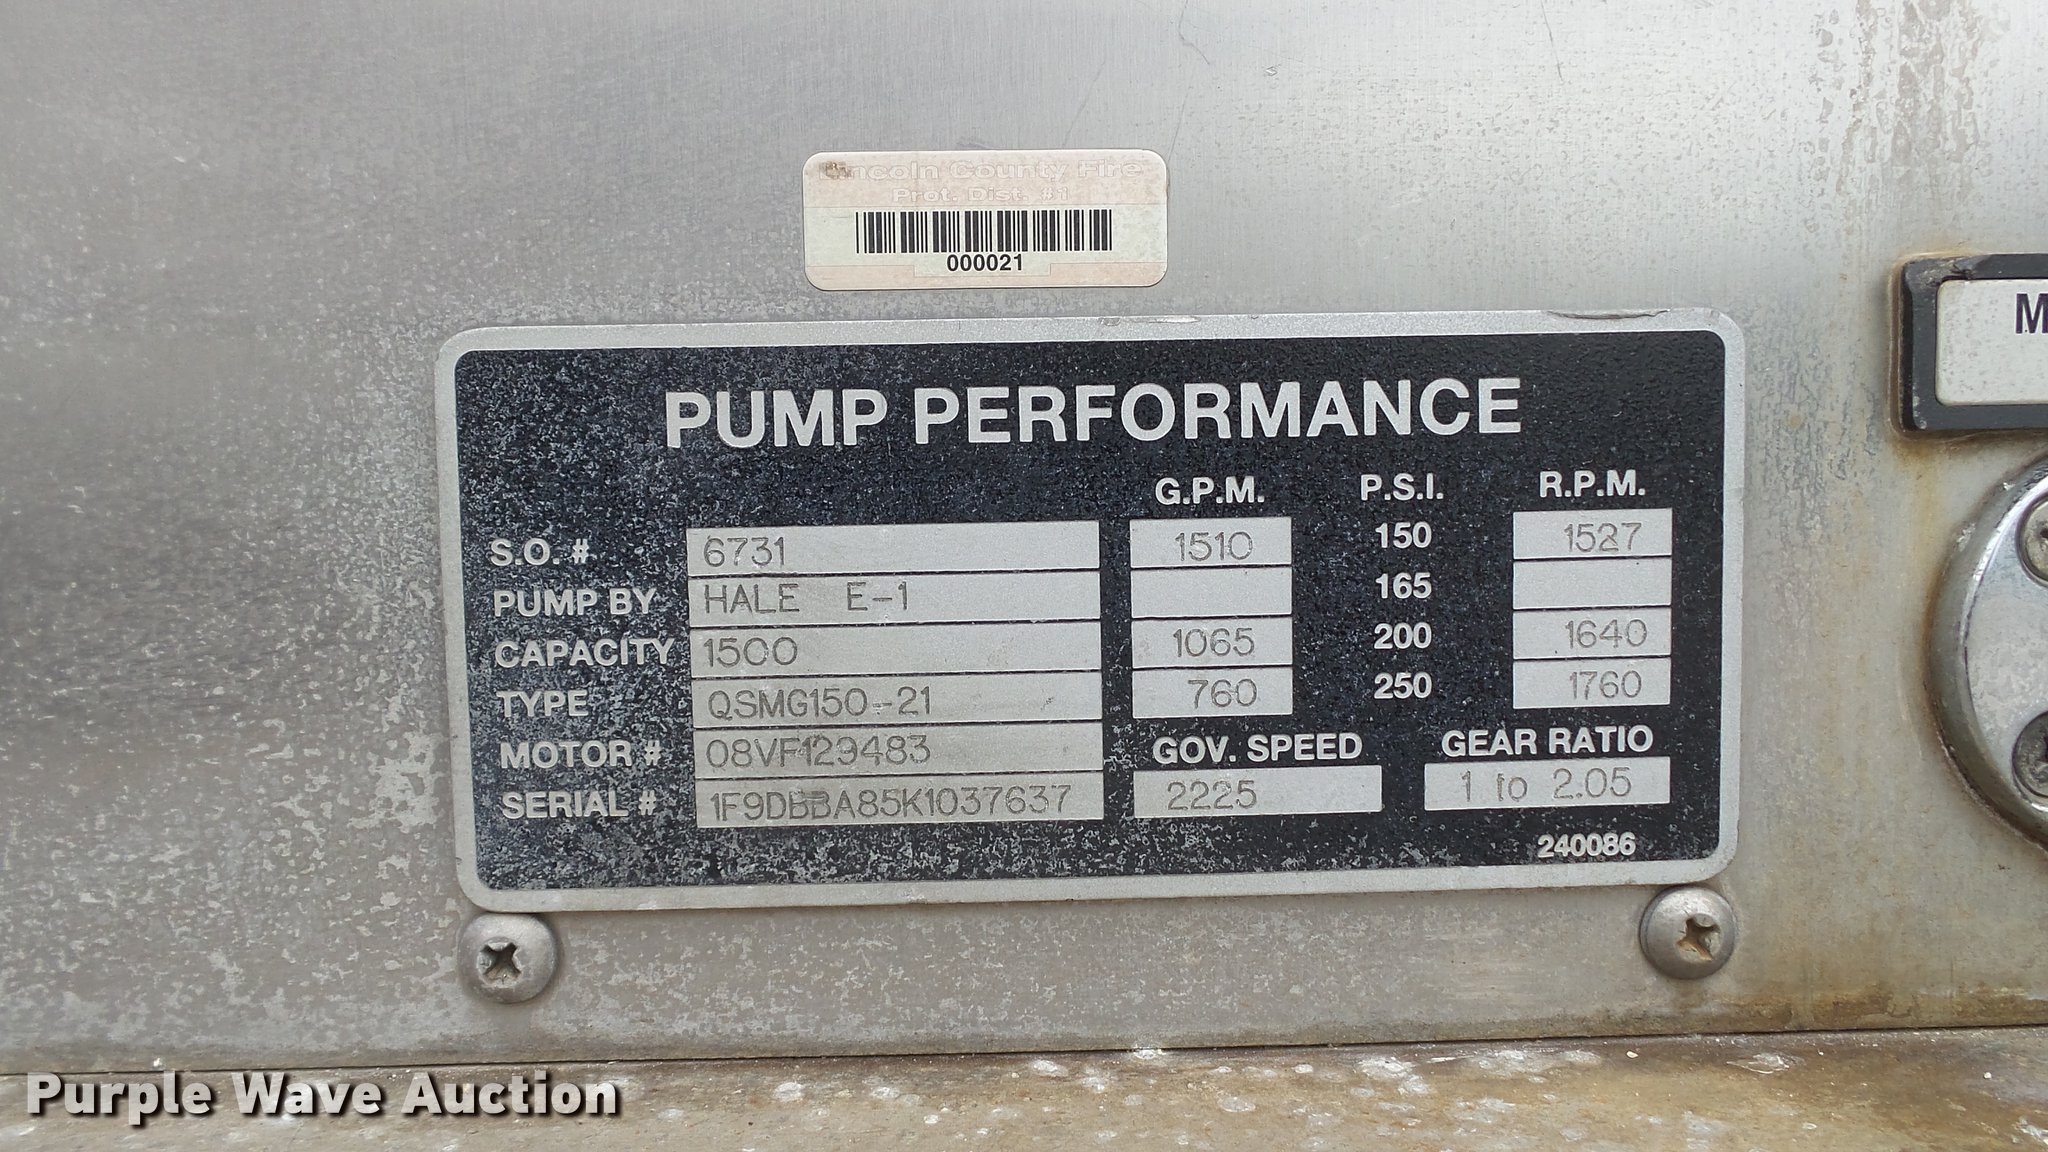 Lincoln County Fire
Prot. Dist. #1
000021
M
PUMP PERFORMANCE
G.P.M. P.S.I. R.P.M.
S.O. # 6731 1510 150 1527
PUMP BY HALE E-1 165
CAPACITY 1500 1065 200 1640
TYPE QSMG150-21 760 250 1760
MOTOR # 08VF129483 GOV. SPEED GEAR RATIO
SERIAL # 1F9DBBA85K1037637 2225 1 to 2.05
240086
Purple Wave Auction